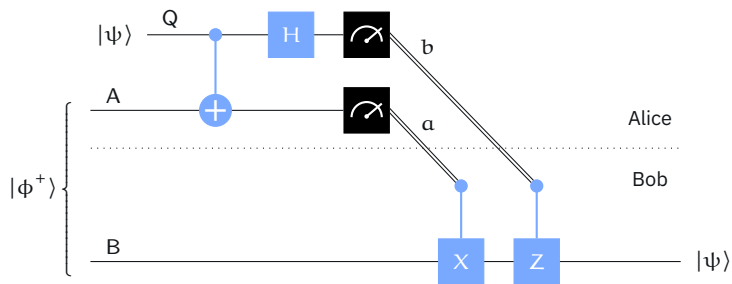 Q
|ψ⟩ H b
A
a Alice
|ϕ⁺⟩ Bob
B
X Z |ψ⟩